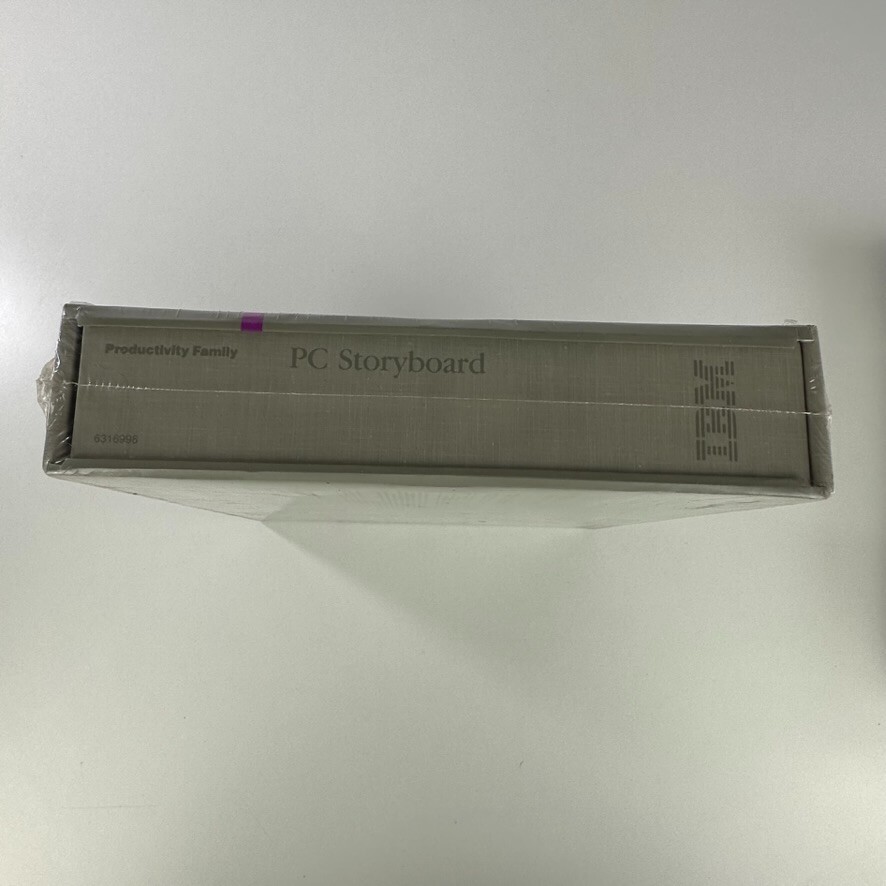 Productivity Family
PC Storyboard
IBM
6316996